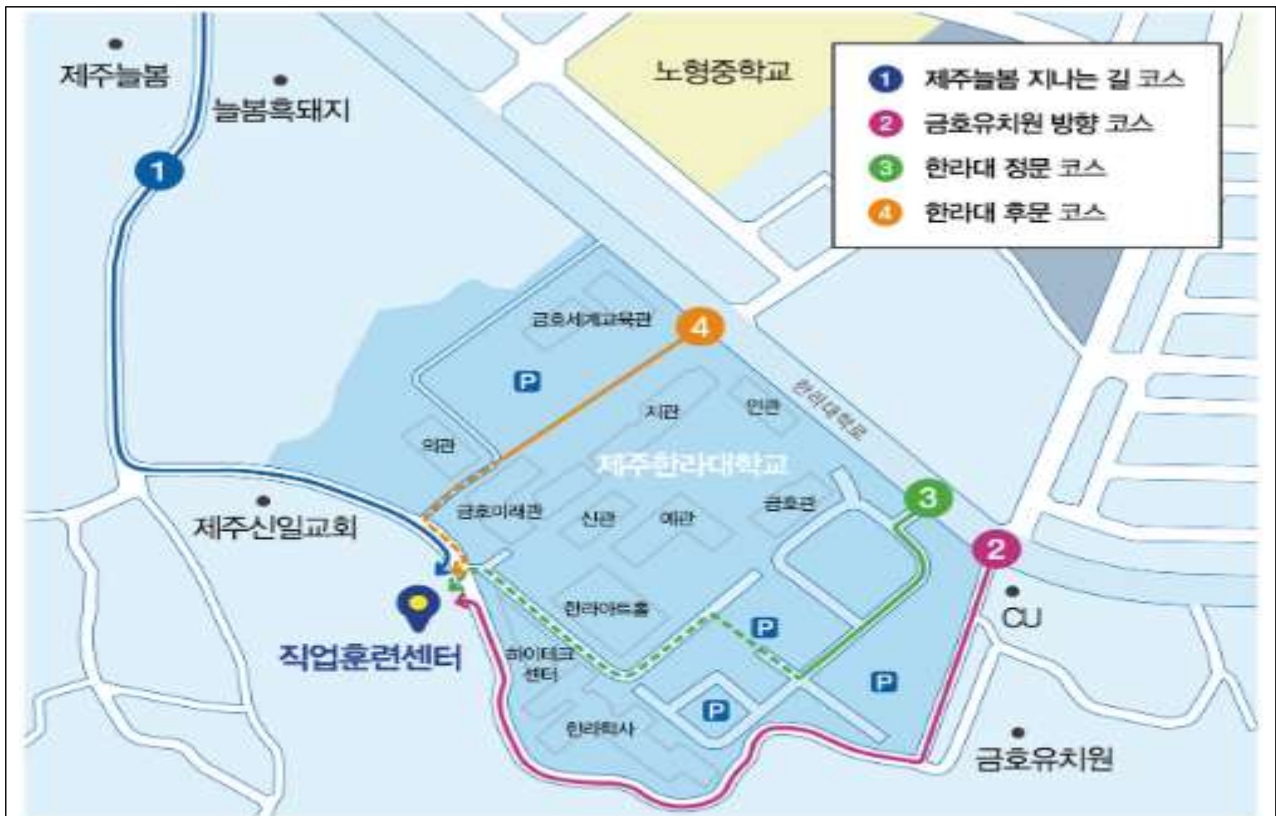 제주늘봄
늘봄흑돼지
노형중학교
1 제주늘봄 지나는 길 코스
2 금호유치원 방향 코스
3 한라대 정문 코스
4 한라대 후문 코스
1
금호세계교육관
4
P
지관
인관
한라대학로
의관
제주한라대학교
제주신일교회
금호미래관
신관
예관
금호관
3
2
CU
한라아트홀
P
직업훈련센터
하이테크
센터
P
P
한라학사
금호유치원